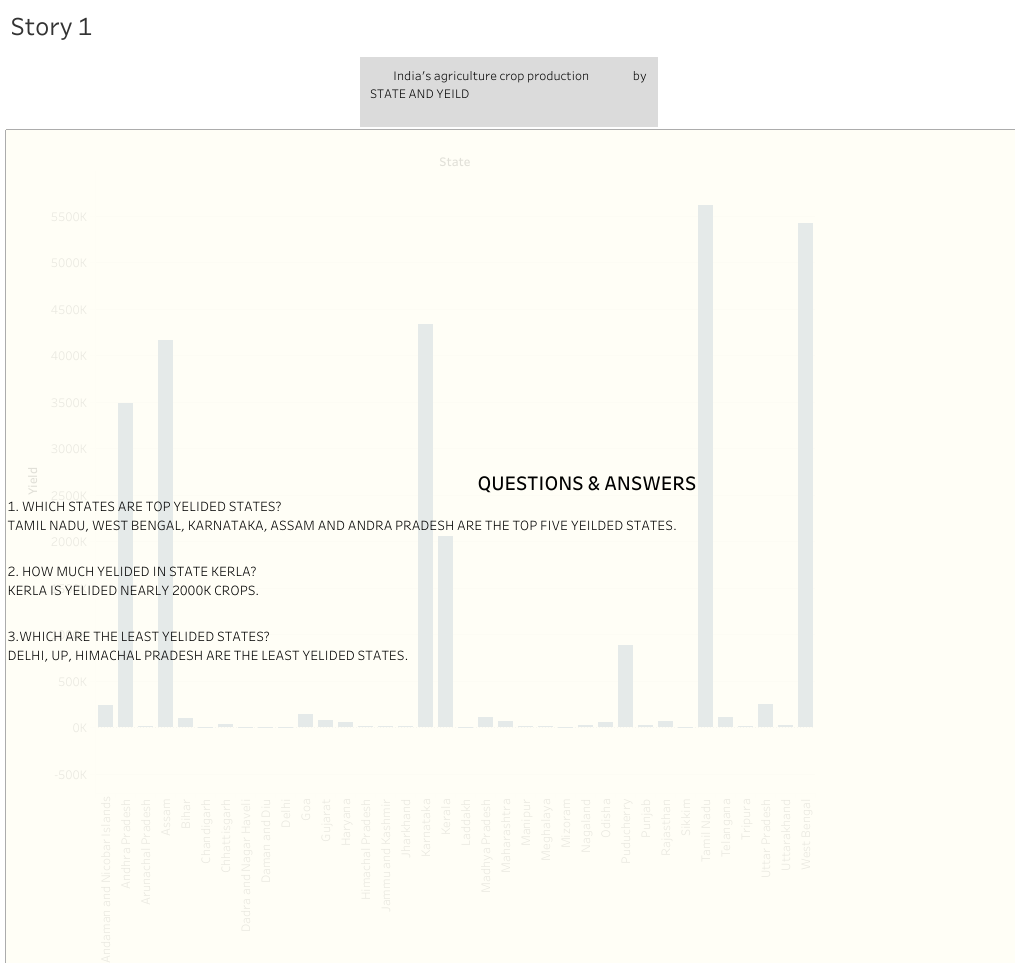 Story 1
India's agriculture crop production by
STATE AND YEILD
State
5500K
5000K
4500K
4000K
3500K
3000K
Yield
QUESTIONS & ANSWERS
2500K
1. WHICH STATES ARE TOP YELIDED STATES?
TAMIL NADU, WEST BENGAL, KARNATAKA, ASSAM AND ANDRA PRADESH ARE THE TOP FIVE YEILDED STATES.
2000K
2. HOW MUCH YELIDED IN STATE KERLA?
KERLA IS YELIDED NEARLY 2000K CROPS.
3.WHICH ARE THE LEAST YELIDED STATES?
DELHI, UP, HIMACHAL PRADESH ARE THE LEAST YELIDED STATES.
500K
0K
-500K
Andaman and Nicobar Islands
Andhra Pradesh
Arunachal Pradesh
Assam
Bihar
Chandigarh
Chhattisgarh
Dadra and Nagar Haveli
Daman and Diu
Delhi
Goa
Gujarat
Haryana
Himachal Pradesh
Jammu and Kashmir
Jharkhand
Karnataka
Kerala
Laddakh
Madhya Pradesh
Maharashtra
Manipur
Meghalaya
Mizoram
Nagaland
Odisha
Puducherry
Punjab
Rajasthan
Sikkim
Tamil Nadu
Telangana
Tripura
Uttar Pradesh
Uttarakhand
West Bengal